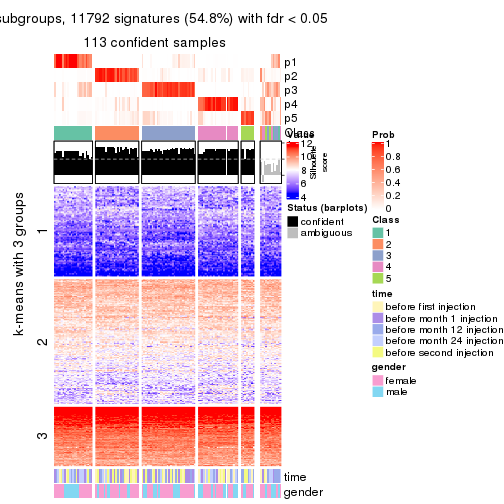 subgroups, 11792 signatures (54.8%) with fdr < 0.05
113 confident samples
p1
p2
p3
p4
p5
Class
Silhouette
score
k-means with 3 groups
1
2
3
time
gender
Value
12
10
8
6
4
Status (barplots)
confident
ambiguous
Prob
1
0.8
0.6
0.4
0.2
0
Class
1
2
3
4
5
time
before first injection
before month 1 injection
before month 12 injection
before month 24 injection
before second injection
gender
female
male